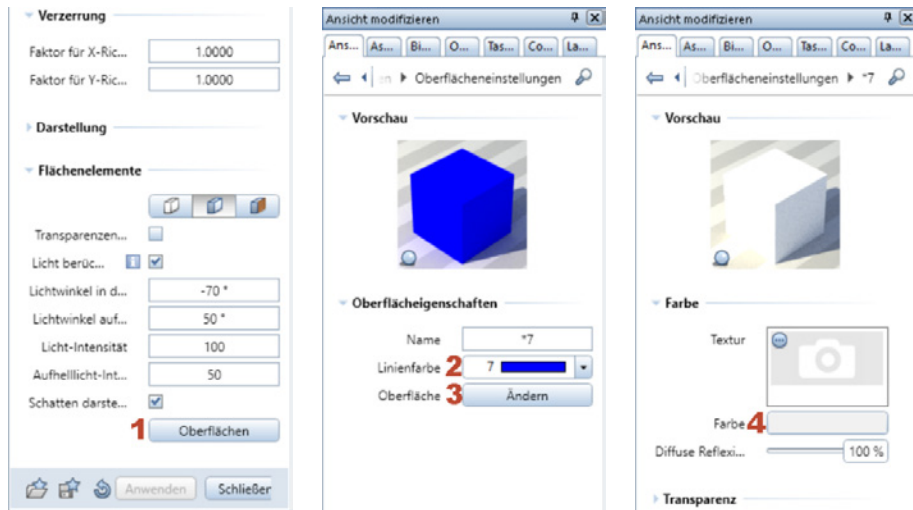 Verzerrung
Faktor für X-Ric... 1.0000
Faktor für Y-Ric... 1.0000
Darstellung
Flächenelemente
Transparenzen...
Licht berüc... i
Lichtwinkel in d... -70 °
Lichtwinkel auf... 50 °
Licht-Intensität 100
Aufhelllicht-Int... 50
Schatten darste...
1 Oberflächen
Anwenden Schließer
Ansicht modifizieren
Ans... As... Bi... O... Tas... Co... La...
en Oberflächeneinstellungen
Vorschau
Oberflächeigenschaften
Name *7
Linienfarbe 2 7
Oberfläche 3 Ändern
Ansicht modifizieren
Ans... As... Bi... O... Tas... Co... La...
Oberflächeneinstellungen *7
Vorschau
Farbe
Textur
Farbe 4
Diffuse Reflexi... 100 %
Transparenz